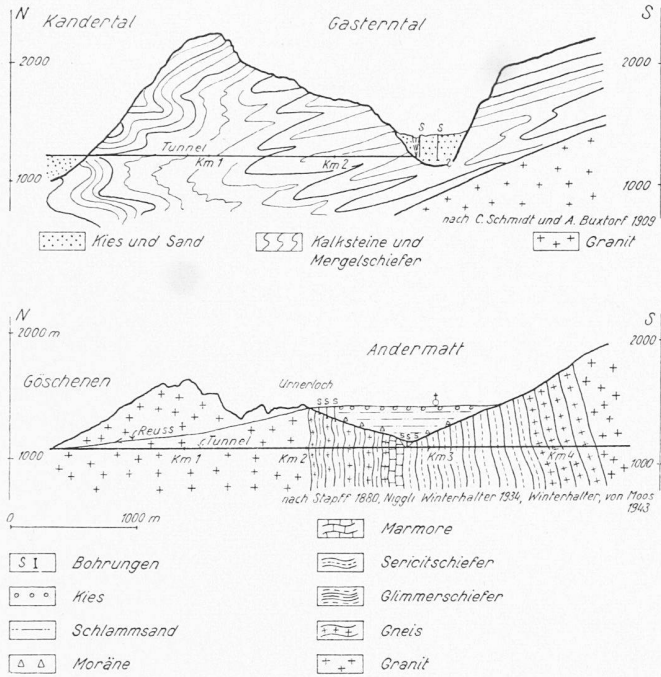 N Kandertal Gasterntal S
2000 2000
Tunnel Km 1 Km 2 S S
1000 1000
nach C. Schmidt und A. Buxtorf 1909
Kies und Sand Kalksteine und Mergelschiefer Granit
N S
2000 m 2000
Göschenen Urnerloch Andermatt
S S S
Reuss
Tunnel
S S S
1000 Km 1 Km 2 Km 3 Km 4 1000
nach Stapff 1880, Niggli Winterhalter 1934, Winterhalter, von Moos
1943
0 1000 m
Marmore
S I Bohrungen Sericitschiefer
Kies Glimmerschiefer
Schlammsand Gneis
Moräne Granit